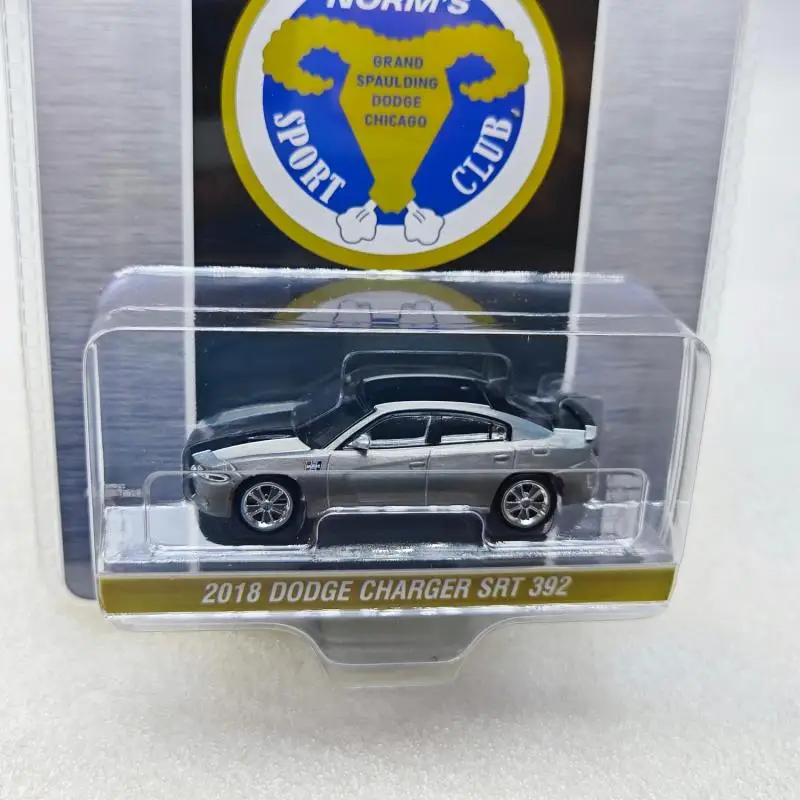 NORM'S
GRAND
SPAULDING
DODGE
CHICAGO
SPORT CLUB
2018 DODGE CHARGER SRT 392